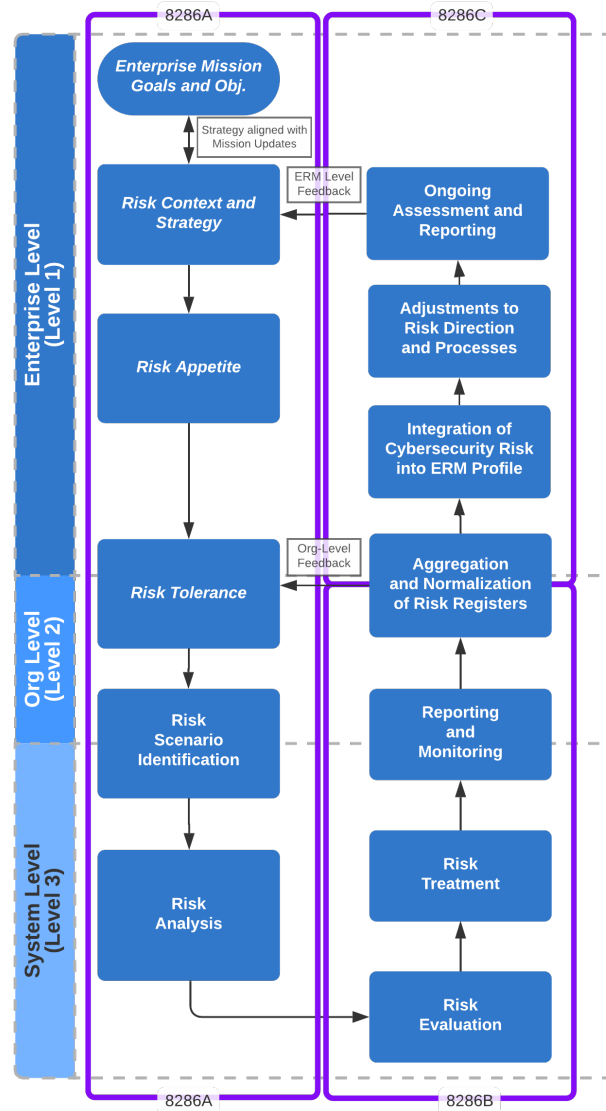 8286A
8286C
Enterprise Mission
Goals and Obj.
Strategy aligned with
Mission Updates
ERM Level
Feedback
Risk Context and
Strategy
Ongoing
Assessment and
Reporting
Enterprise Level
(Level 1)
Risk Appetite
Adjustments to
Risk Direction
and Processes
Integration of
Cybersecurity Risk
into ERM Profile
Org-Level
Feedback
Risk Tolerance
Aggregation
and Normalization
of Risk Registers
Org Level
(Level 2)
Risk
Scenario
Identification
Reporting
and
Monitoring
System Level
(Level 3)
Risk
Analysis
Risk
Treatment
Risk
Evaluation
8286A
8286B